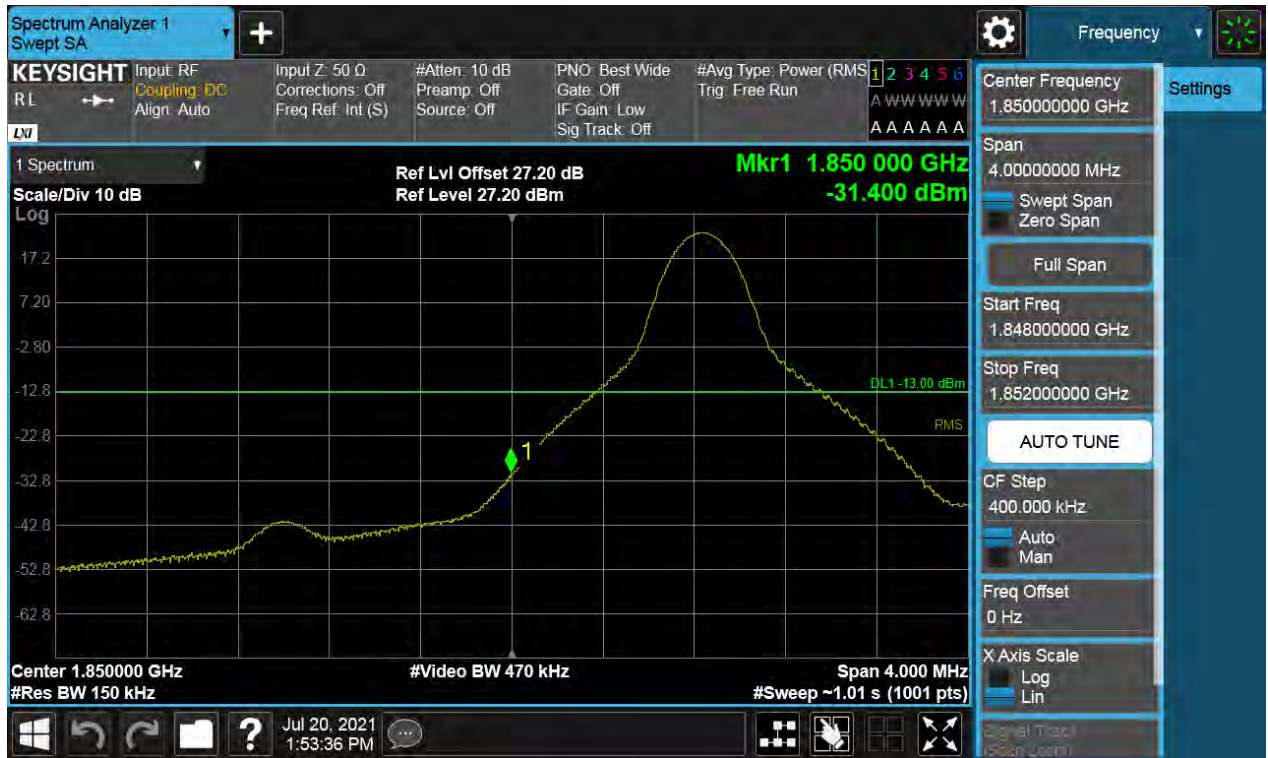 Spectrum Analyzer 1
Swept SA
Frequency
KEYSIGHT
R L
LXI
Input: RF
Coupling: DC
Align: Auto
Input Z: 50 Ω
Corrections: Off
Freq Ref: Int (S)
#Atten: 10 dB
Preamp: Off
Source: Off
PNO: Best Wide
Gate: Off
IF Gain: Low
Sig Track: Off
#Avg Type: Power (RMS
Trig: Free Run
1 2 3 4 5 6
A W W W W W
A A A A A A
1 Spectrum
Scale/Div 10 dB
Log
Ref Lvl Offset 27.20 dB
Ref Level 27.20 dBm
Mkr1 1.850 000 GHz
-31.400 dBm
17.2
7.20
-2.80
-12.8
-22.8
-32.8
-42.8
-52.8
-62.8
DL1 -13.00 dBm
RMS
1
Center 1.850000 GHz
#Video BW 470 kHz
Span 4.000 MHz
#Res BW 150 kHz
#Sweep ~1.01 s (1001 pts)
Jul 20, 2021
1:53:36 PM
Settings
Center Frequency
1.850000000 GHz
Span
4.00000000 MHz
Swept Span
Zero Span
Full Span
Start Freq
1.848000000 GHz
Stop Freq
1.852000000 GHz
AUTO TUNE
CF Step
400.000 kHz
Auto
Man
Freq Offset
0 Hz
X Axis Scale
Log
Lin
Signal Track